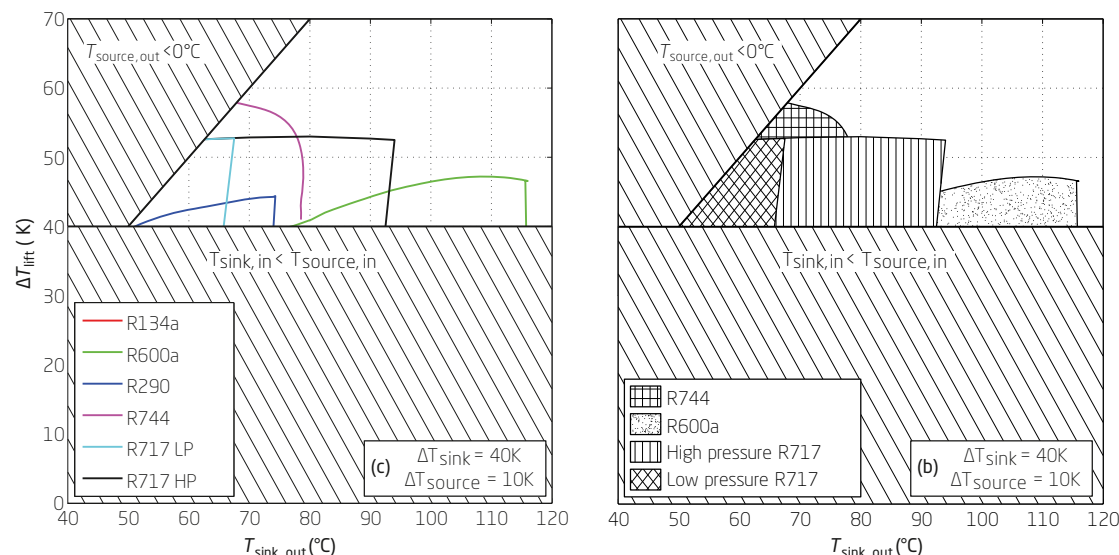 70
60
50
40
30
20
10
0
ΔT_lift ( K)
T_source,out <0°C
T_sink,in < T_source,in
R134a
R600a
R290
R744
R717 LP
R717 HP
(c)
ΔT_sink = 40K
ΔT_source = 10K
40 50 60 70 80 90 100 110 120
T_sink,out (°C)
T_source,out <0°C
T_sink,in < T_source,in
R744
R600a
High pressure R717
Low pressure R717
(b)
ΔT_sink = 40K
ΔT_source = 10K
40 50 60 70 80 90 100 110 120
T_sink,out (°C)